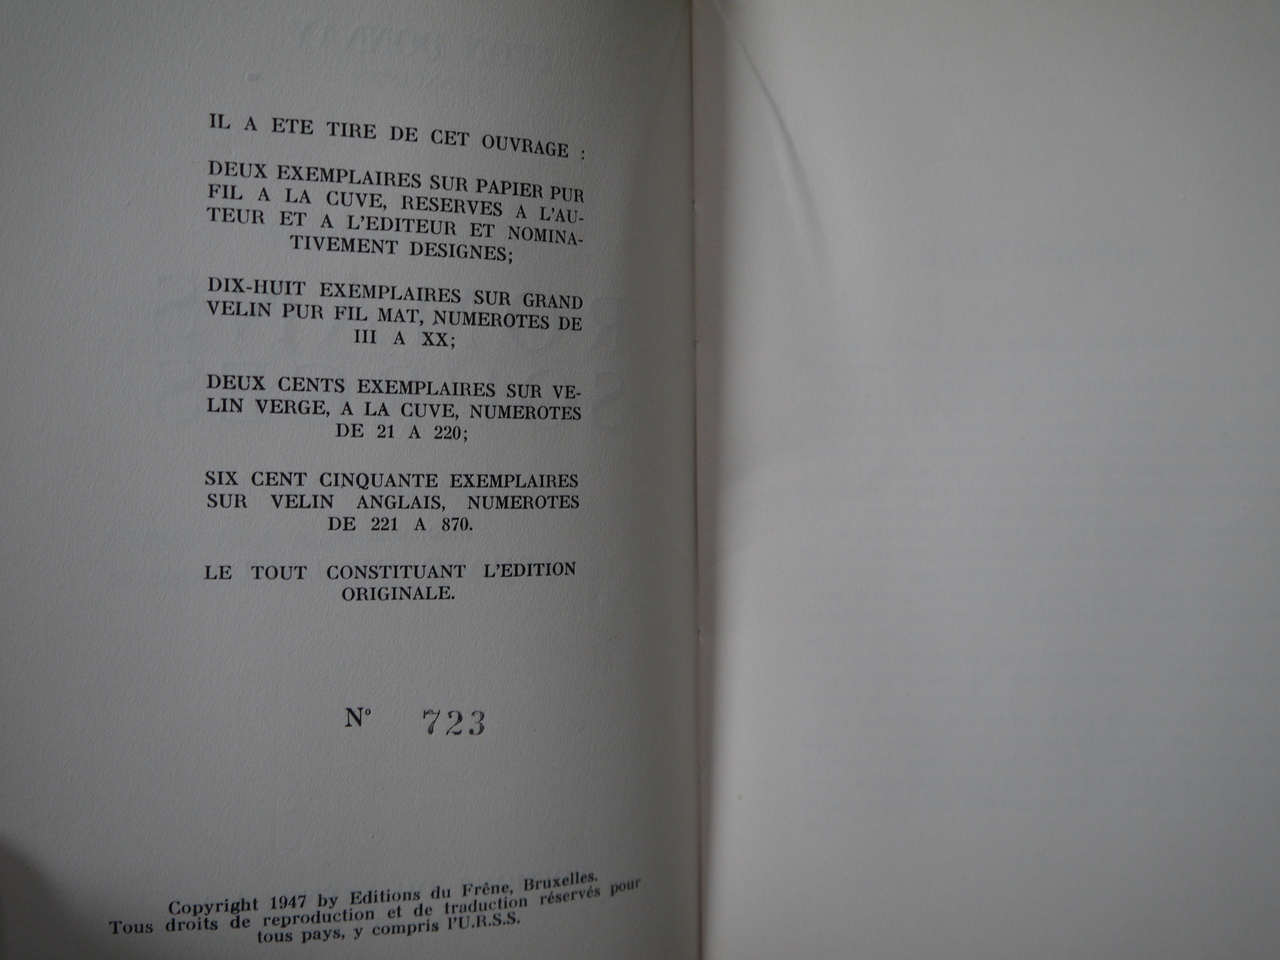 IL A ETE TIRE DE CET OUVRAGE :
DEUX EXEMPLAIRES SUR PAPIER PUR
FIL A LA CUVE, RESERVES A L'AU-
TEUR ET A L'EDITEUR ET NOMINA-
TIVEMENT DESIGNES;
DIX-HUIT EXEMPLAIRES SUR GRAND
VELIN PUR FIL MAT, NUMEROTES DE
III A XX;
DEUX CENTS EXEMPLAIRES SUR VE-
LIN VERGE, A LA CUVE, NUMEROTES
DE 21 A 220;
SIX CENT CINQUANTE EXEMPLAIRES
SUR VELIN ANGLAIS, NUMEROTES
DE 221 A 870.
LE TOUT CONSTITUANT L'EDITION
ORIGINALE.
N° 723
Copyright 1947 by Editions du Frêne, Bruxelles.
Tous droits de reproduction et de traduction réservés pour
tous pays, y compris l'U.R.S.S.